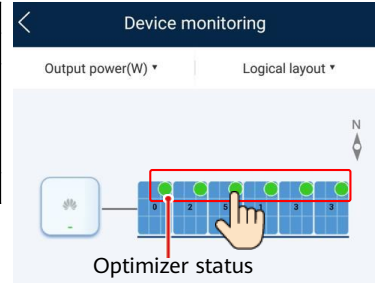 Device monitoring
Output power(W) ▾ Logical layout ▾
N
0 2 5 1 3 3
Optimizer status